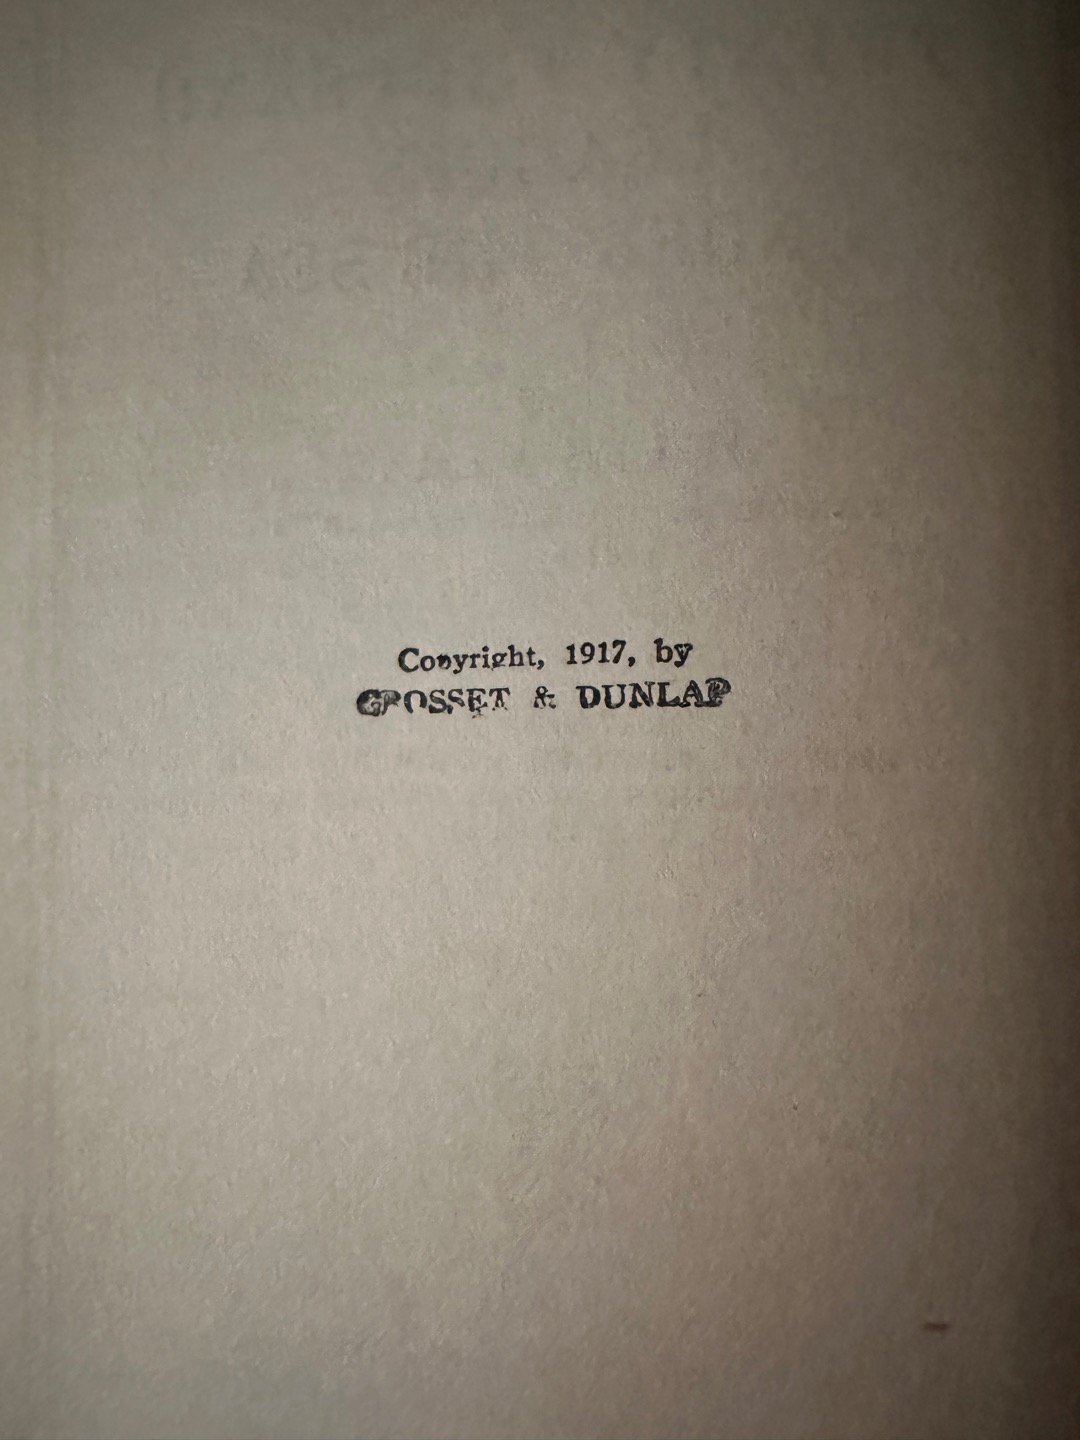 Copyright, 1917, by
GROSSET & DUNLAP